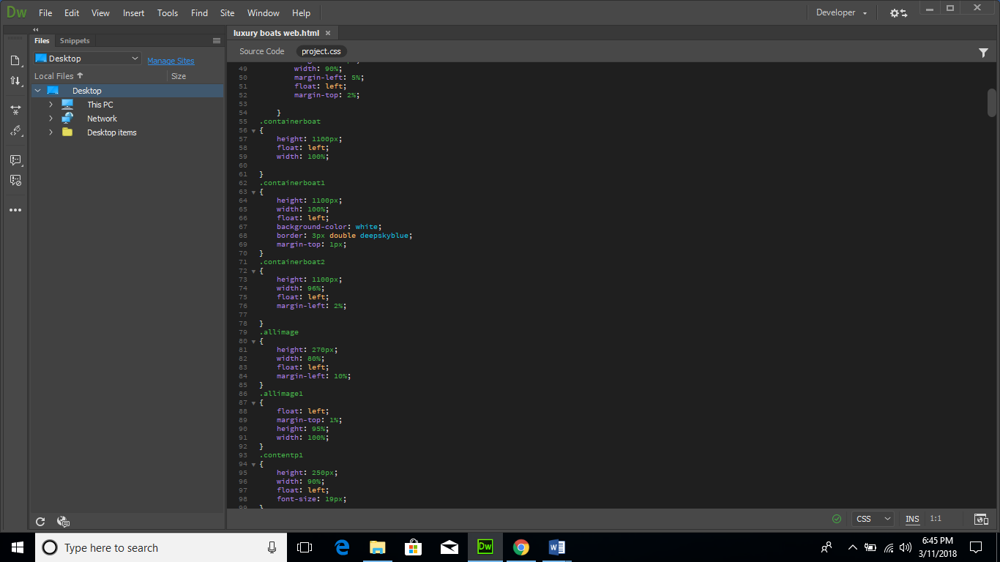 Dw File Edit View Insert Tools Find Site Window Help Developer
Files Snippets
Desktop Manage Sites
Local Files Size
Desktop
This PC
Network
Desktop items
luxury boats web.html ×
Source Code project.css
49 width: 90%;
50 margin-left: 5%;
51 float: left;
52 margin-top: 2%;
53
54 }
55 .containerboat
56 {
57 height: 1100px;
58 float: left;
59 width: 100%;
60
61 }
62 .containerboat1
63 {
64 height: 1100px;
65 width: 100%;
66 float: left;
67 background-color: white;
68 border: 3px double deepskyblue;
69 margin-top: 1px;
70 }
71 .containerboat2
72 {
73 height: 1100px;
74 width: 96%;
75 float: left;
76 margin-left: 2%;
77
78 }
79 .allimage
80 {
81 height: 270px;
82 width: 80%;
83 float: left;
84 margin-left: 10%;
85 }
86 .allimage1
87 {
88 float: left;
89 margin-top: 1%;
90 height: 95%;
91 width: 100%;
92 }
93 .contentp1
94 {
95 height: 250px;
96 width: 90%;
97 float: left;
98 font-size: 19px;
99 }
CSS INS 1:1
Type here to search
Dw
6:45 PM
3/11/2018